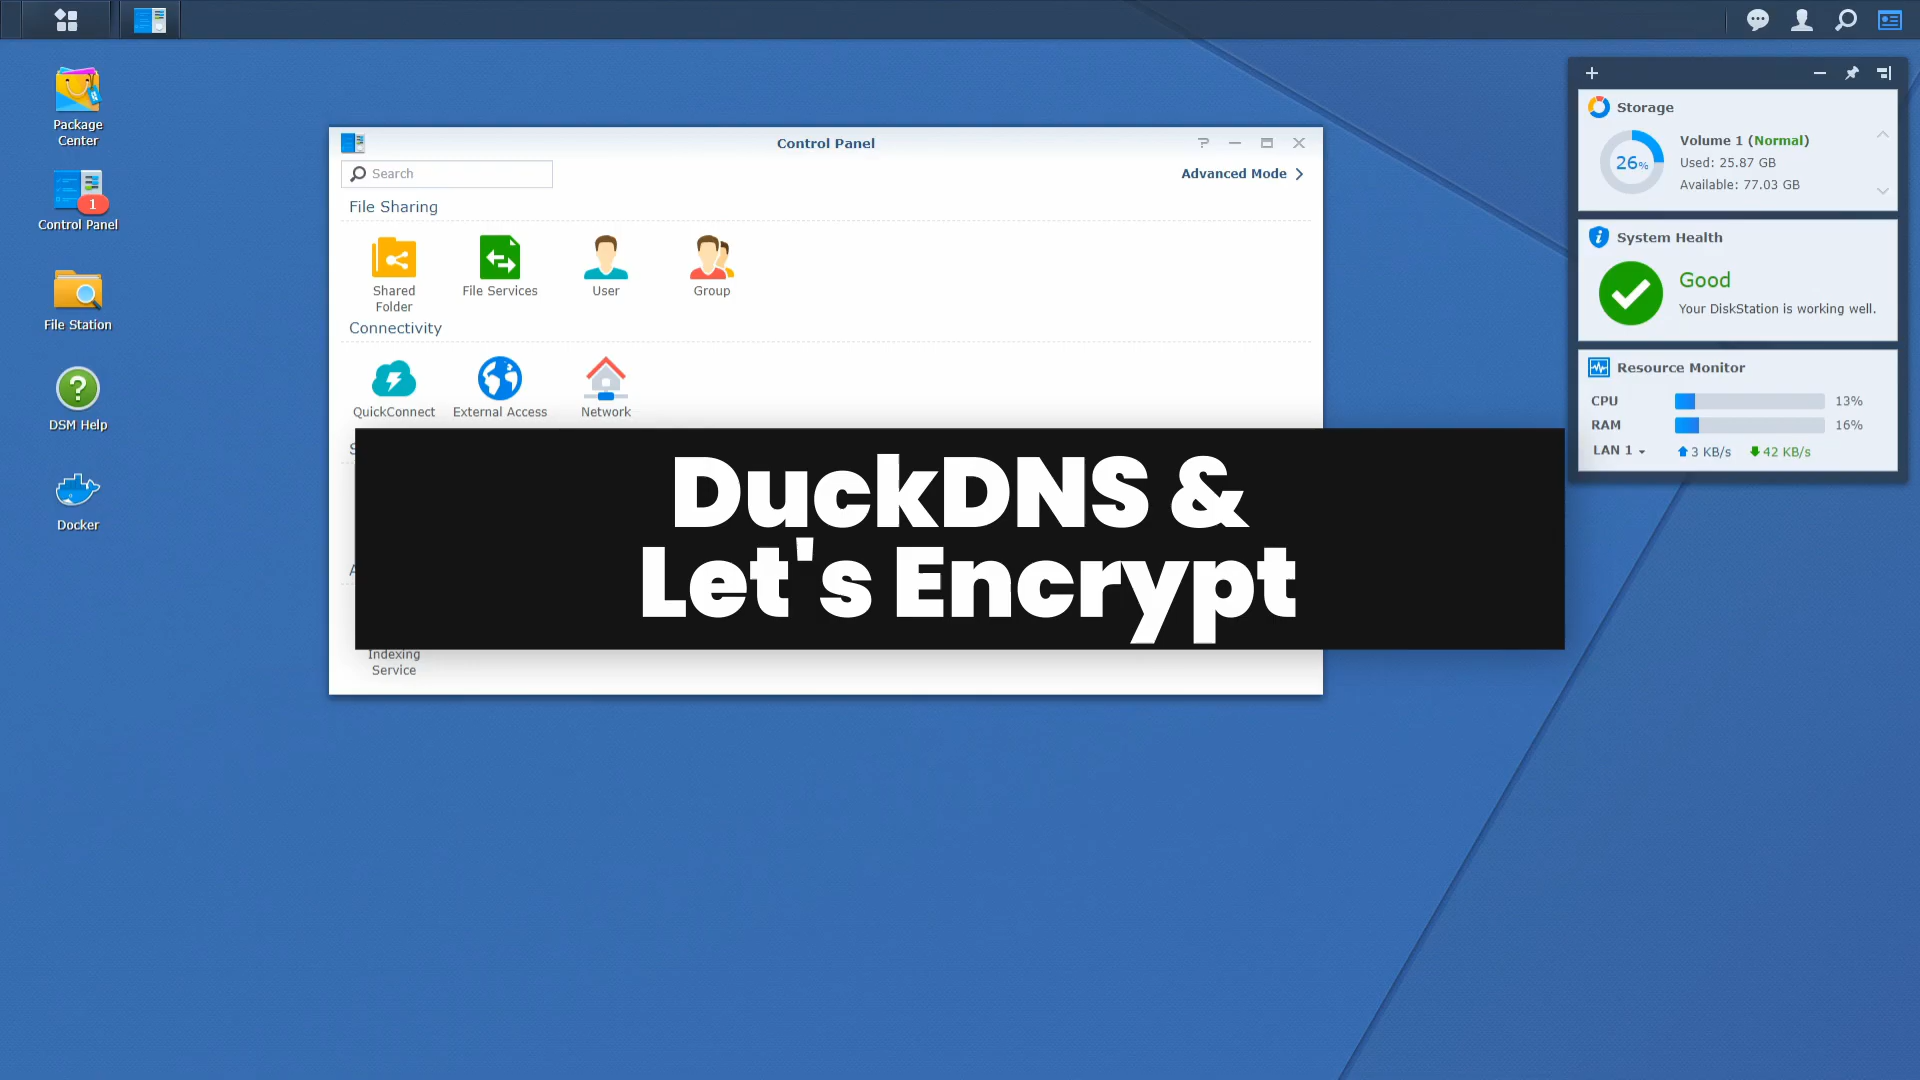 Package
Center
Control Panel
1
File Station
DSM Help
Docker
Control Panel
Search
Advanced Mode
File Sharing
Shared
Folder
File Services
User
Group
Connectivity
QuickConnect
External Access
Network
DuckDNS &
Let's Encrypt
Indexing
Service
Storage
26%
Volume 1 (Normal)
Used: 25.87 GB
Available: 77.03 GB
System Health
Good
Your DiskStation is working well.
Resource Monitor
CPU
13%
RAM
16%
LAN 1
3 KB/s
42 KB/s